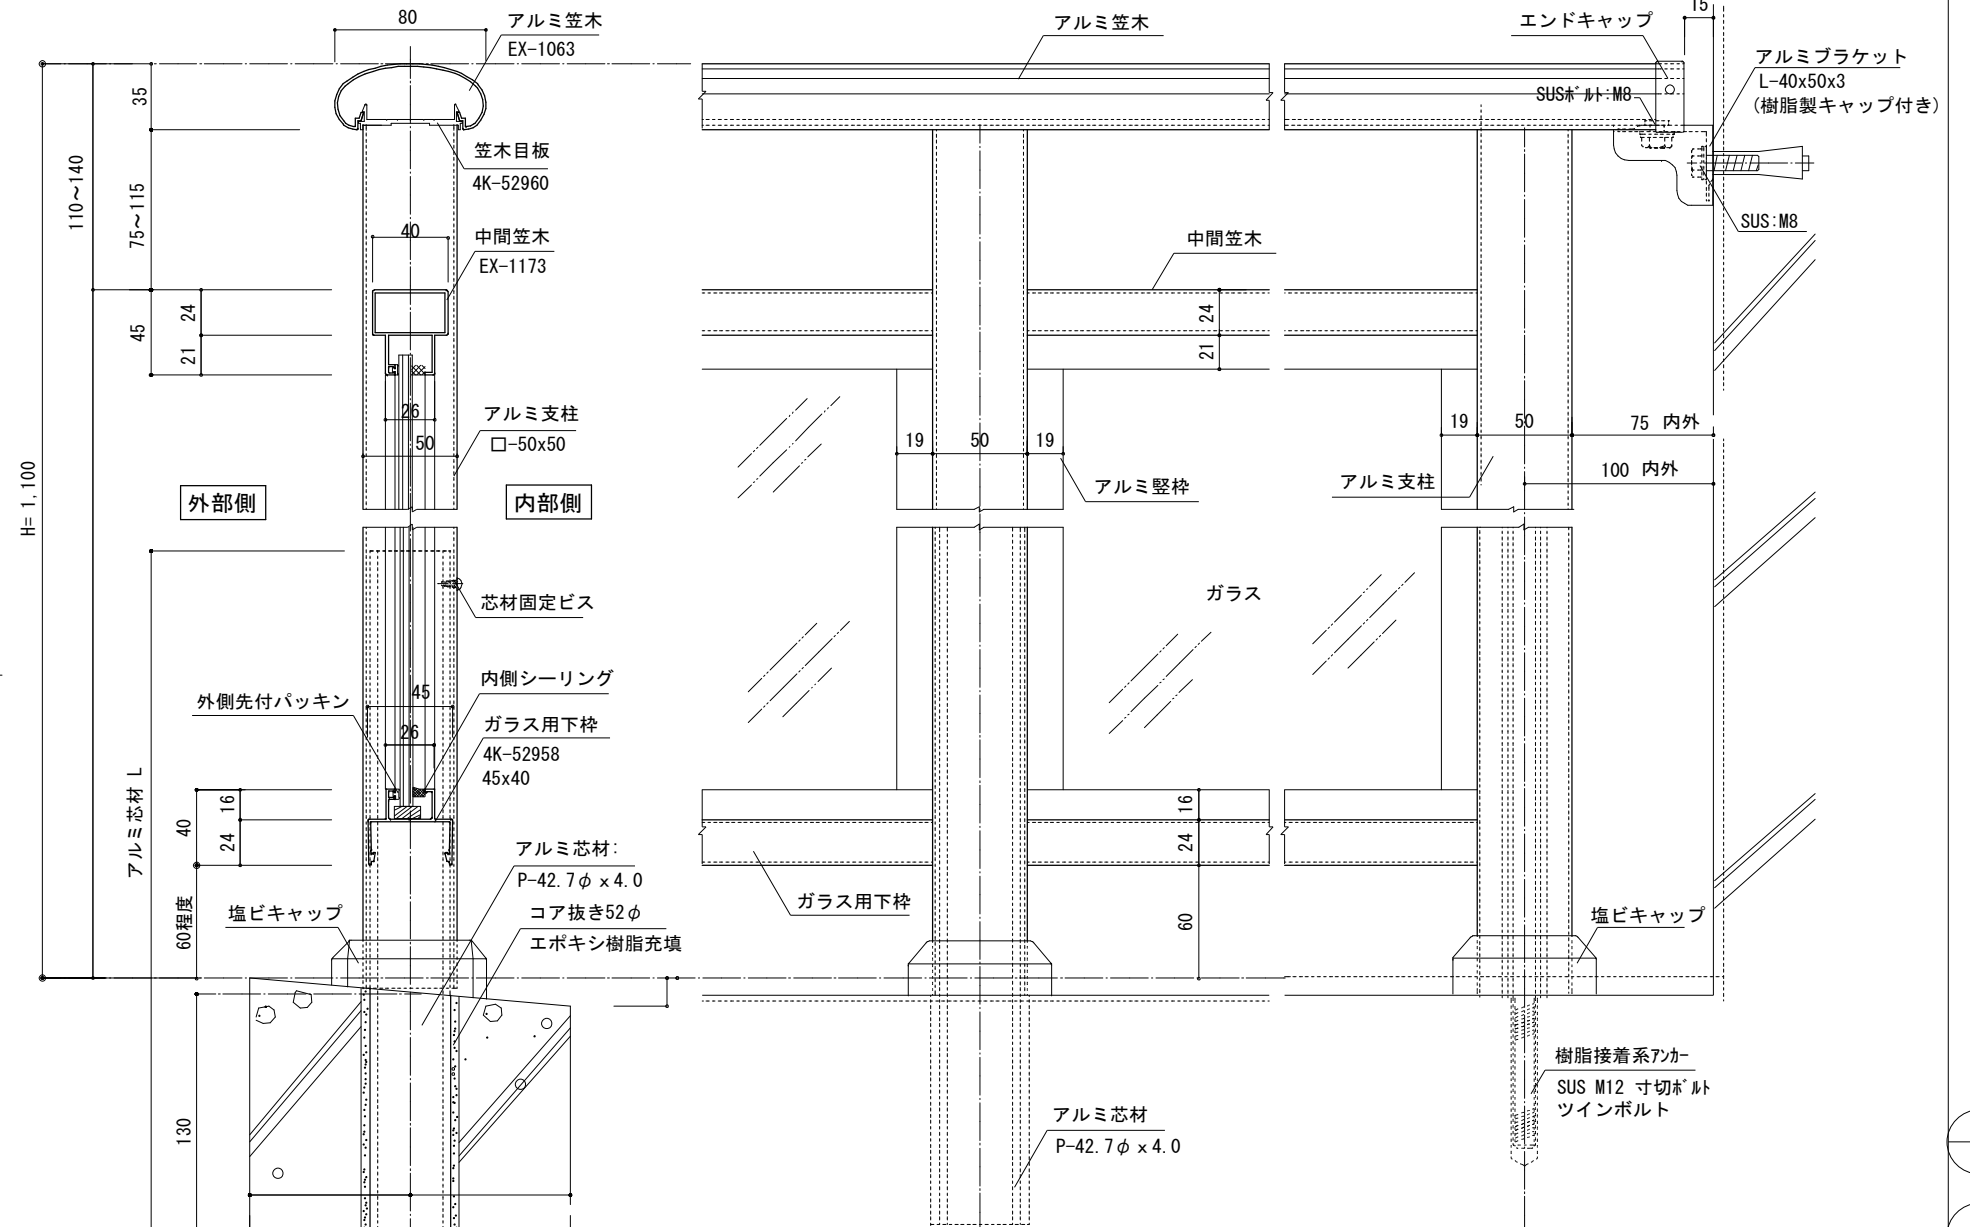 80
アルミ笠木
EX-1063
アルミ笠木
エンドキャップ
15
アルミブラケット
L-40x50x3
(樹脂製キャップ付き)
SUSﾎﾞﾙﾄ:M8
SUS:M8
35
110~140
75~115
笠木目板
4K-52960
40
中間笠木
EX-1173
中間笠木
24
21
45
24
21
26
50
アルミ支柱
ロ-50x50
19
50
19
アルミ竪枠
19
50
75 内外
100 内外
アルミ支柱
H= 1,100
外部側
内部側
芯材固定ビス
ガラス
内側シーリング
45
外側先付パッキン
ガラス用下枠
26
4K-52958
45x40
アルミ芯材 L
16
40
24
16
24
アルミ芯材:
P-42.7φ x 4.0
ガラス用下枠
コア抜き52φ
エポキシ樹脂充填
塩ビキャップ
60程度
60
塩ビキャップ
130
樹脂接着系ｱﾝｶｰ
SUS M12 寸切ﾎﾞﾙﾄ
ツインボルト
アルミ芯材
P-42.7φ x 4.0